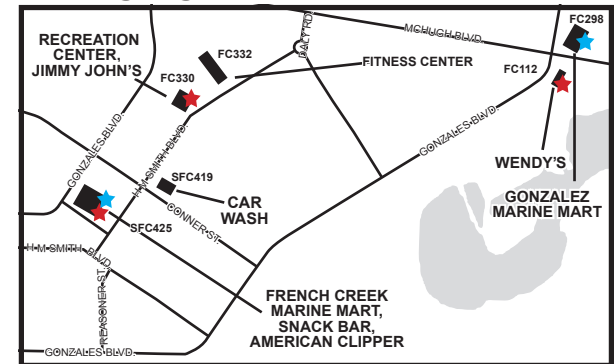 RECREATION
CENTER,
JIMMY JOHN'S
FC332
FC330
DALY RD.
MCHUGH BLVD.
FC298
FITNESS CENTER
FC112
GONZALES BLVD.
H.M SMITH BLVD.
GONZALES BLVD.
WENDY'S
GONZALEZ
MARINE MART
SFC419
CAR
WASH
CONNER ST.
SFC425
H.M SMITH BLVD.
REASONER ST.
FRENCH CREEK
MARINE MART,
SNACK BAR,
AMERICAN CLIPPER
GONZALES BLVD.